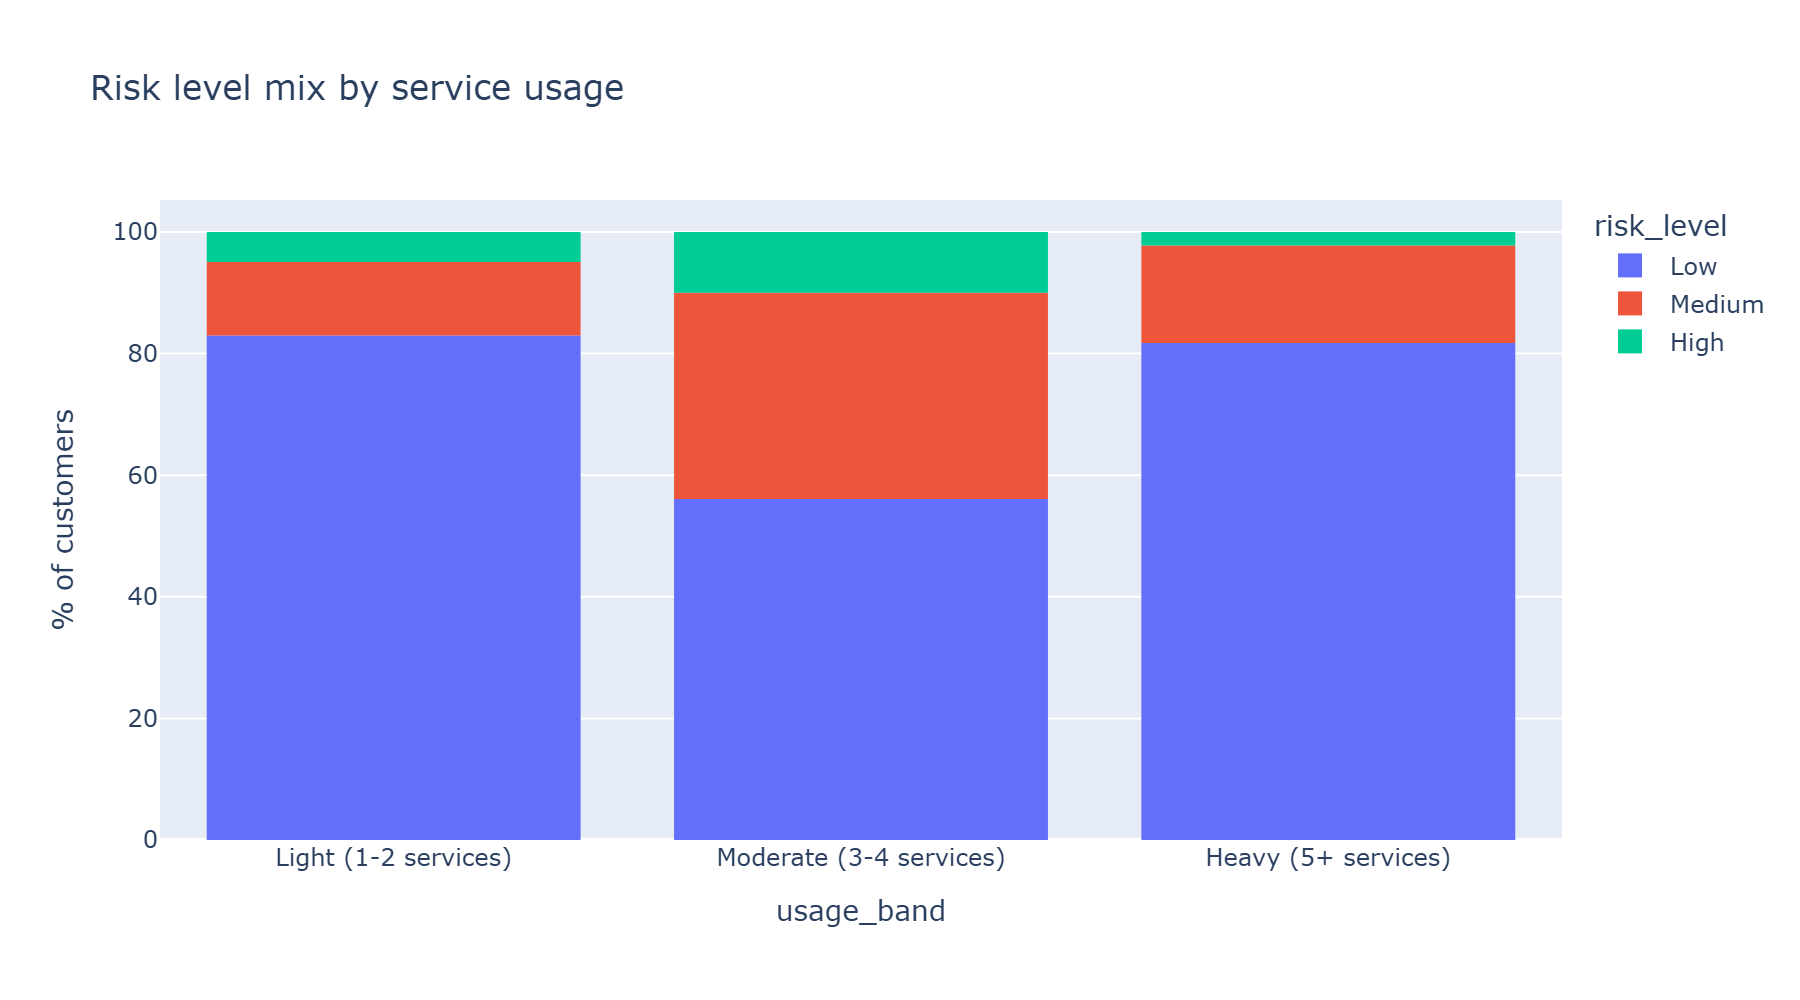 Risk level mix by service usage
risk_level
Low
Medium
High
% of customers
100
80
60
40
20
0
Light (1-2 services)
Moderate (3-4 services)
Heavy (5+ services)
usage_band